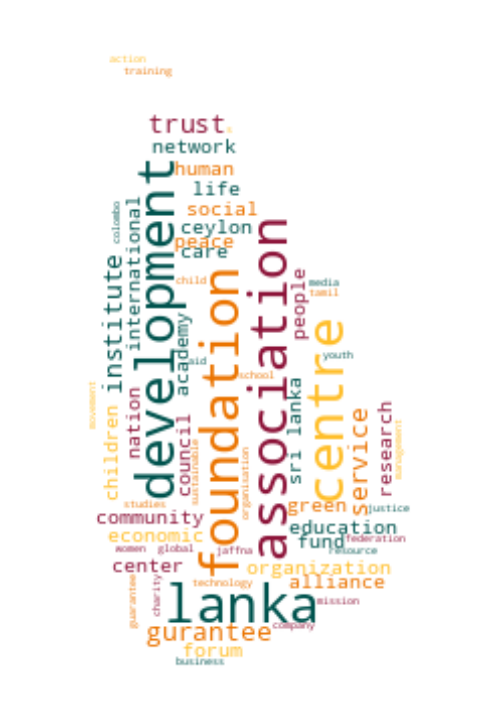 action
training
trust
network
human
life
social
ceylon
peace
care
colombo
international
development
institute
child
foundation
association
people
media
tamil
academy
aid
youth
school
centre
movement
children
nation
council
sustainable
organisation
sri lanka
service
research
management
studies
green
justice
community
education
economic
fund
federation
women
global
jaffna
resource
center
organization
technology
alliance
guarantee
charity
lanka
mission
gurantee
company
forum
business